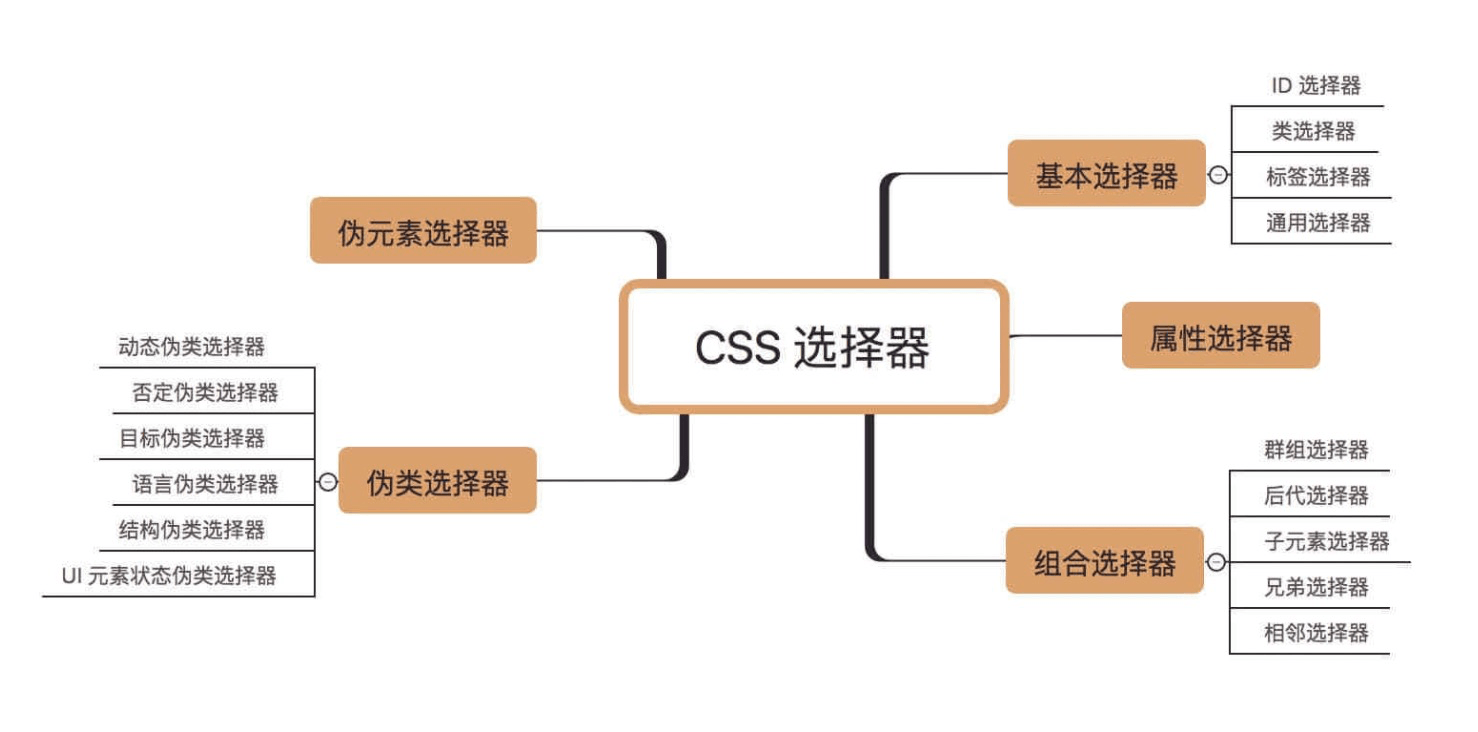 CSS 选择器
基本选择器
ID 选择器
类选择器
标签选择器
通用选择器
属性选择器
组合选择器
群组选择器
后代选择器
子元素选择器
兄弟选择器
相邻选择器
伪元素选择器
伪类选择器
动态伪类选择器
否定伪类选择器
目标伪类选择器
语言伪类选择器
结构伪类选择器
UI 元素状态伪类选择器